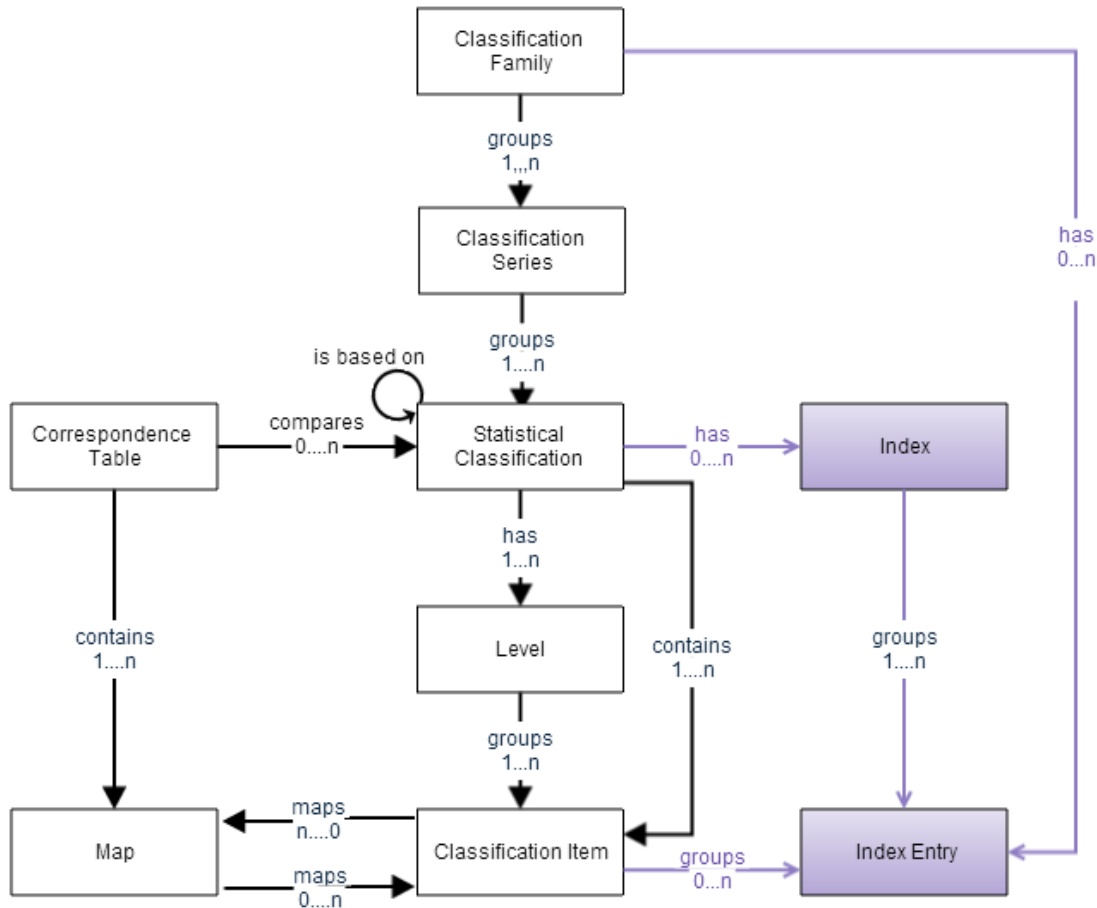 Classification
Family
groups
1,,,n
has
0...n
Classification
Series
groups
1....n
is based on
Correspondence
Table
compares
0....n
Statistical
Classification
has
0....n
Index
has
1...n
contains
1....n
Level
contains
1....n
groups
1....n
groups
1...n
Map
maps
n....0
maps
0....n
Classification Item
groups
0...n
Index Entry